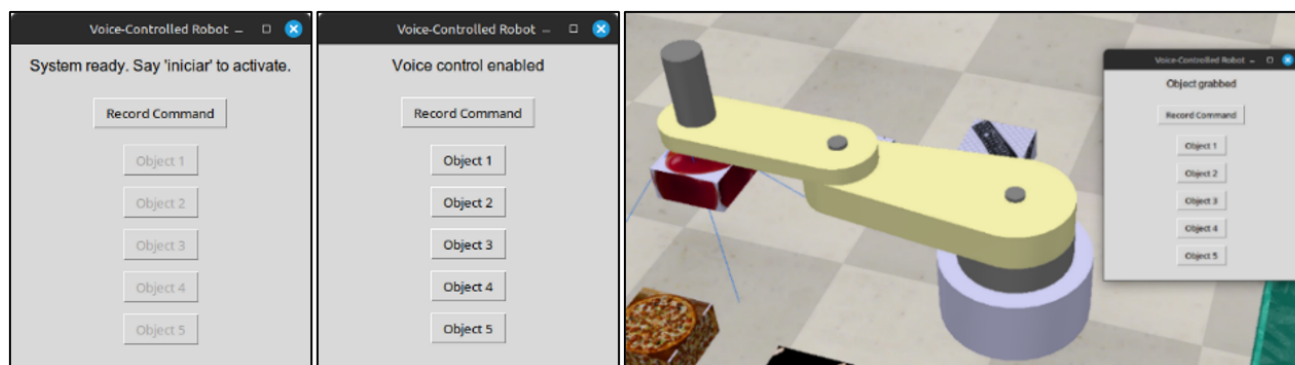 Voice-Controlled Robot
System ready. Say 'iniciar' to activate.
Record Command
Object 1
Object 2
Object 3
Object 4
Object 5
Voice-Controlled Robot
Voice control enabled
Record Command
Object 1
Object 2
Object 3
Object 4
Object 5
Voice-Controlled Robot
Object grabbed
Record Command
Object 1
Object 2
Object 3
Object 4
Object 5